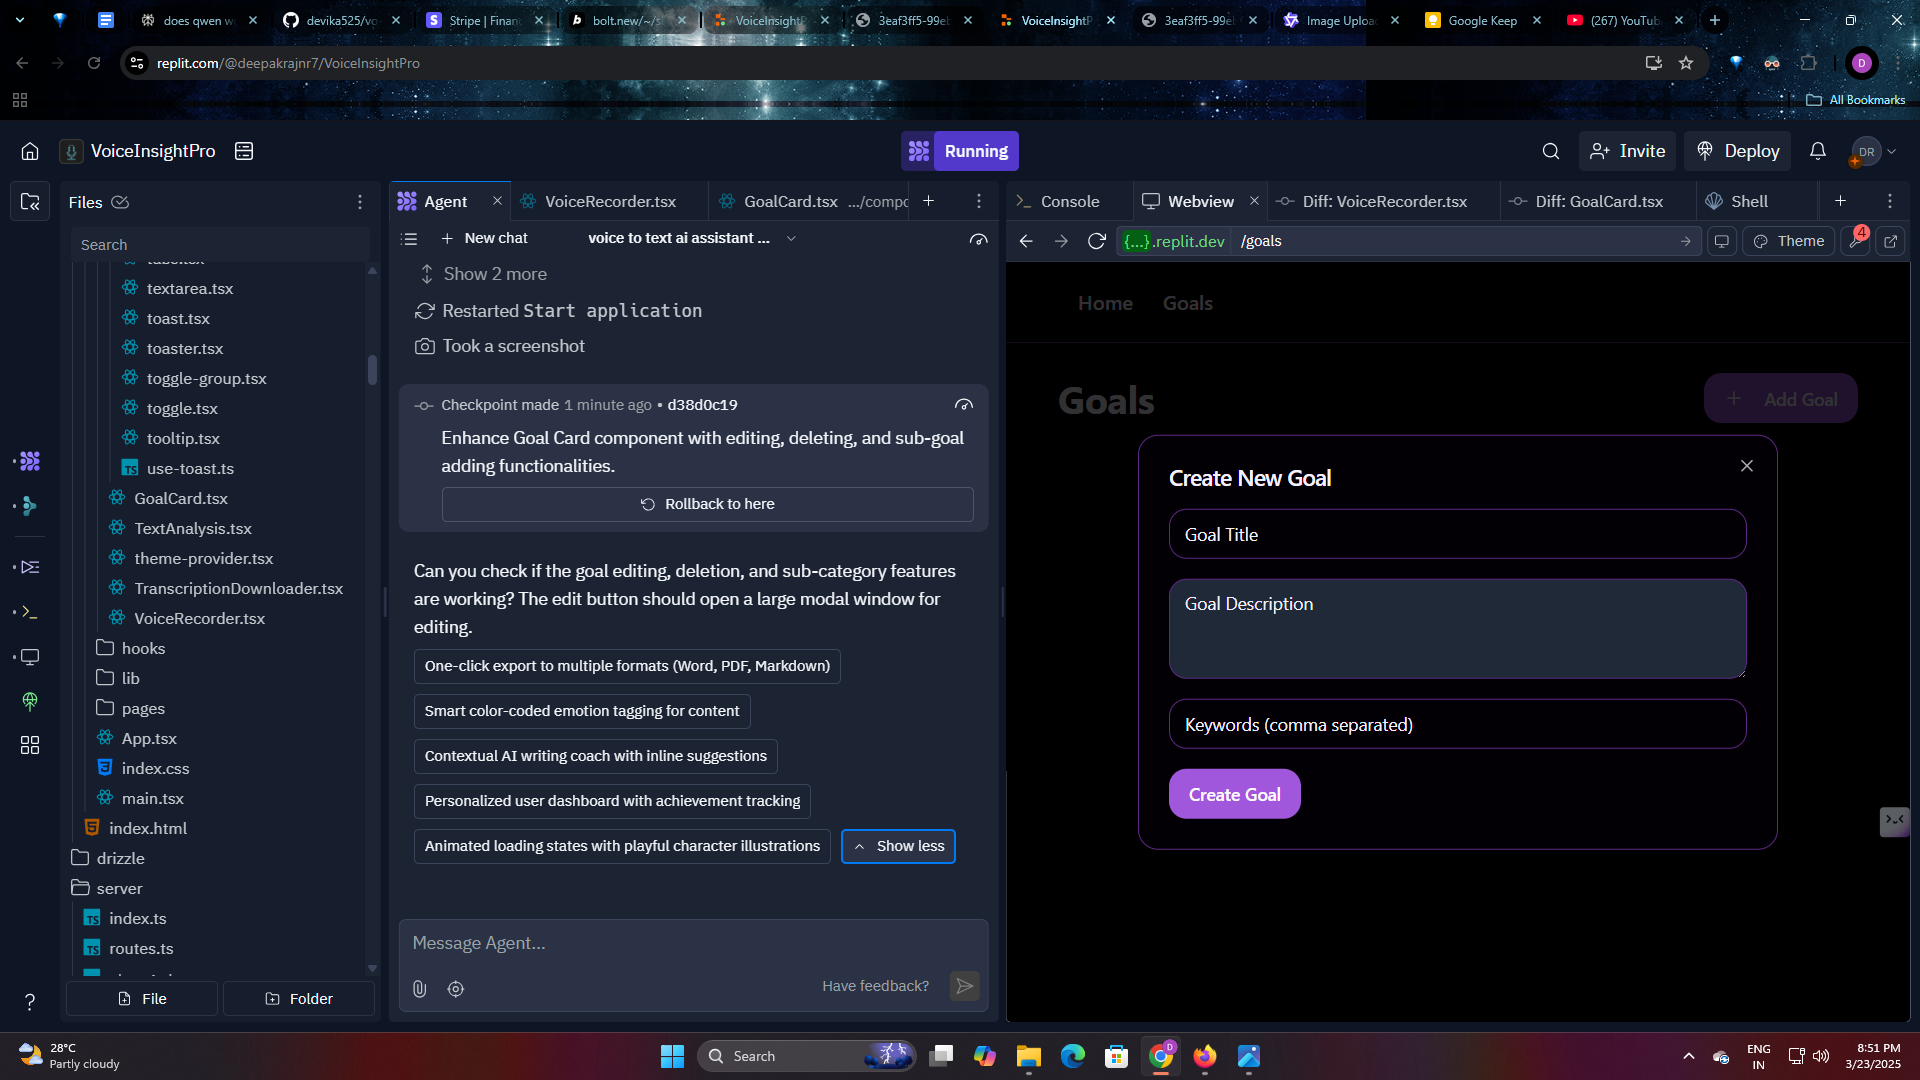 does qwen w
devika525/vo
Stripe | Finan
bolt.new/~/s
VoiceInsightP
3eaf3ff5-99e
VoiceInsightP
3eaf3ff5-99e
Image Uploa
Google Keep
(267) YouTub
replit.com/@deepakrajnr7/VoiceInsightPro
D
All Bookmarks
VoiceInsightPro
Running
Invite
Deploy
DR
Files
Search
textarea.tsx
toast.tsx
toaster.tsx
toggle-group.tsx
toggle.tsx
tooltip.tsx
use-toast.ts
GoalCard.tsx
TextAnalysis.tsx
theme-provider.tsx
TranscriptionDownloader.tsx
VoiceRecorder.tsx
hooks
lib
pages
App.tsx
index.css
main.tsx
index.html
drizzle
server
index.ts
routes.ts
File
Folder
Agent
VoiceRecorder.tsx
GoalCard.tsx .../compo
New chat
voice to text ai assistant ...
Show 2 more
Restarted Start application
Took a screenshot
Checkpoint made 1 minute ago • d38d0c19
Enhance Goal Card component with editing, deleting, and sub-goal
adding functionalities.
Rollback to here
Can you check if the goal editing, deletion, and sub-category features
are working? The edit button should open a large modal window for
editing.
One-click export to multiple formats (Word, PDF, Markdown)
Smart color-coded emotion tagging for content
Contextual AI writing coach with inline suggestions
Personalized user dashboard with achievement tracking
Animated loading states with playful character illustrations
Show less
Message Agent...
Have feedback?
Console
Webview
Diff: VoiceRecorder.tsx
Diff: GoalCard.tsx
Shell
{...}.replit.dev
/goals
Theme
4
Home
Goals
Goals
Add Goal
Create New Goal
Goal Title
Goal Description
Keywords (comma separated)
Create Goal
28°C
Partly cloudy
Search
ENG
IN
8:51 PM
3/23/2025